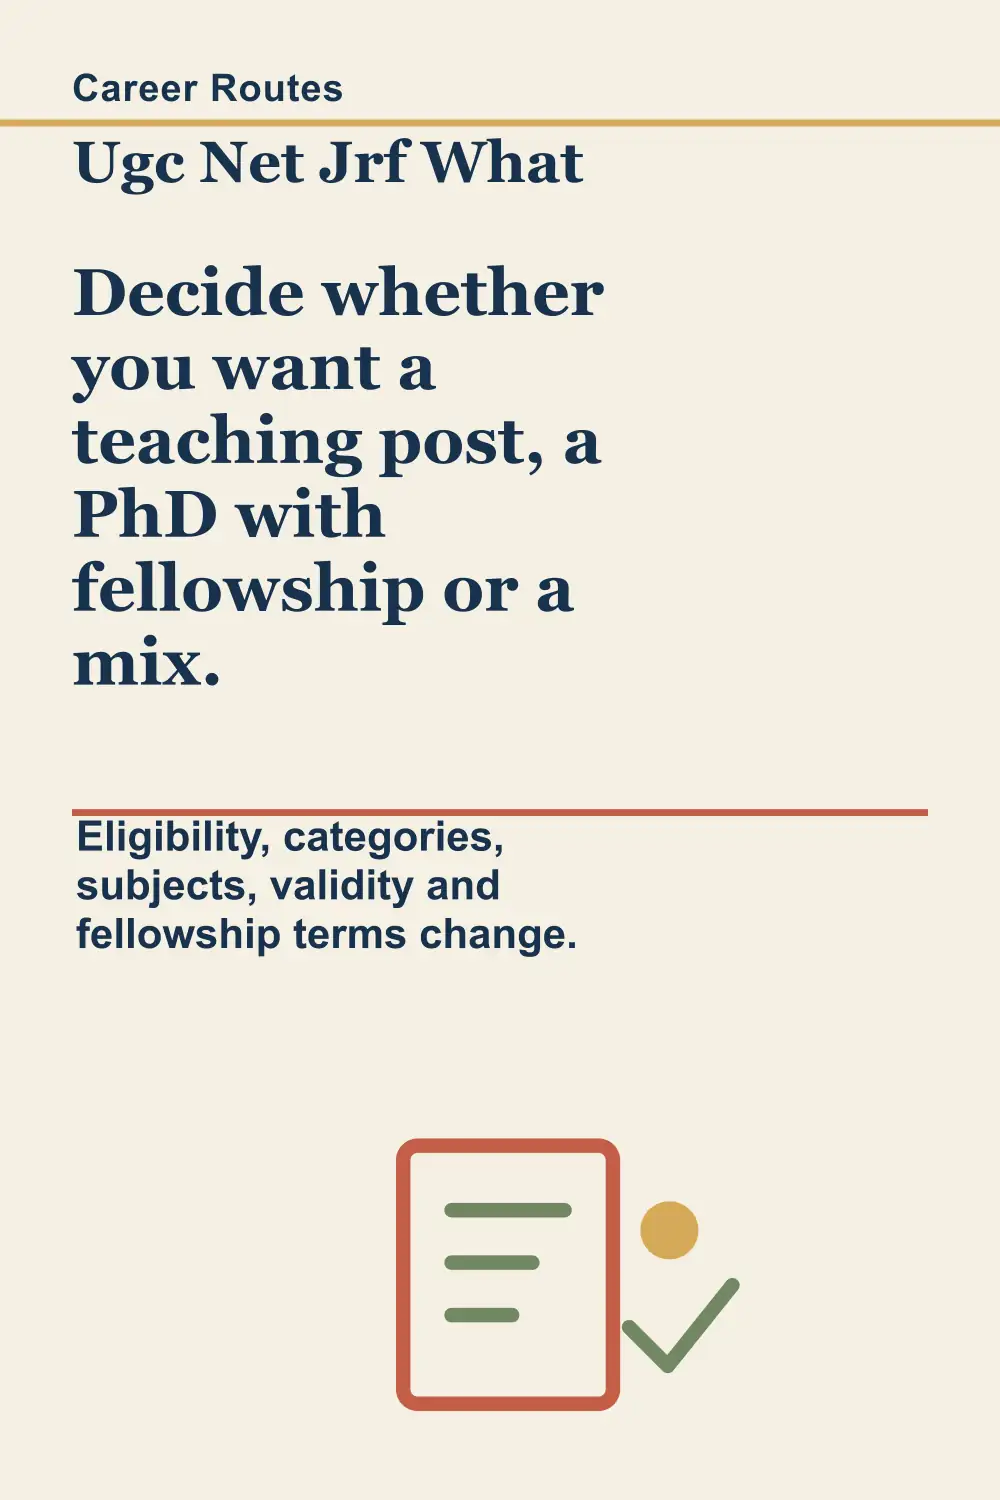 Career Routes
Ugc Net Jrf What
Decide whether
you want a
teaching post, a
PhD with
fellowship or a
mix.
Eligibility, categories,
subjects, validity and
fellowship terms change.